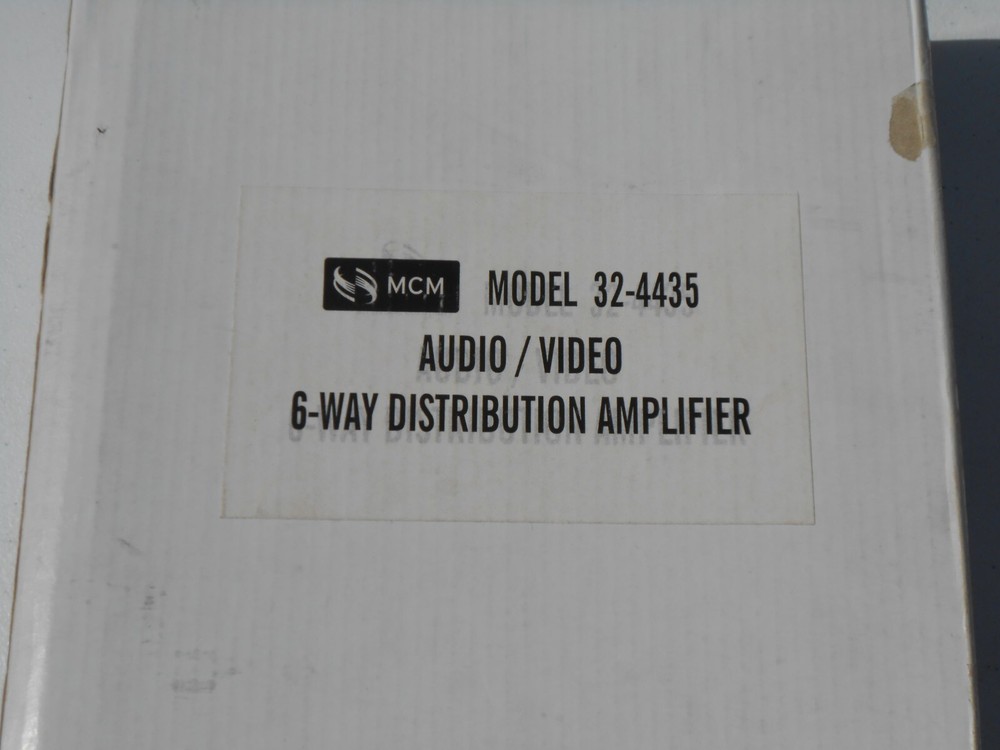 MCM MODEL 32-4435
AUDIO / VIDEO
6-WAY DISTRIBUTION AMPLIFIER